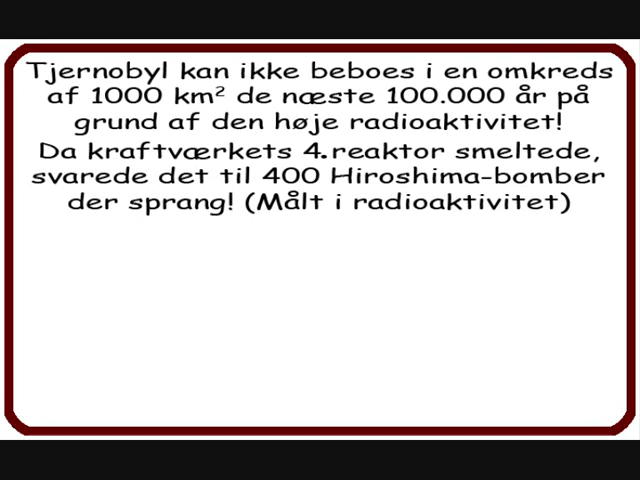 Tjernobyl kan ikke beboes i en omkreds
af 1000 km² de næste 100.000 år på
grund af den høje radioaktivitet!
Da kraftværkets 4.reaktor smeltede,
svarede det til 400 Hiroshima-bomber
der sprang! (Målt i radioaktivitet)